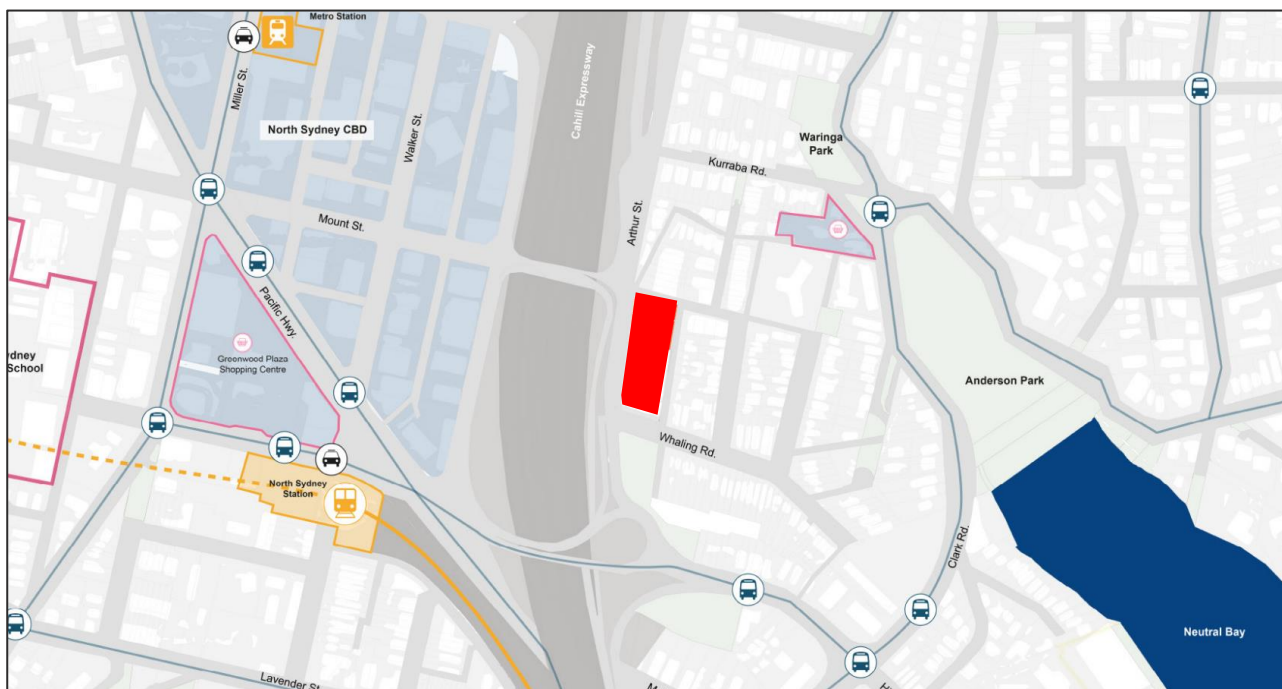 Metro Station
Miller St.
North Sydney CBD
Walker St.
Cahill Expressway
Waringa
Park
Kurraba Rd.
Arthur St.
Mount St.
Pacific Hwy.
Greenwood Plaza
Shopping Centre
ydney
School
Anderson Park
Whaling Rd.
North Sydney
Station
Clark Rd.
Neutral Bay
Lavender St
M
Hi